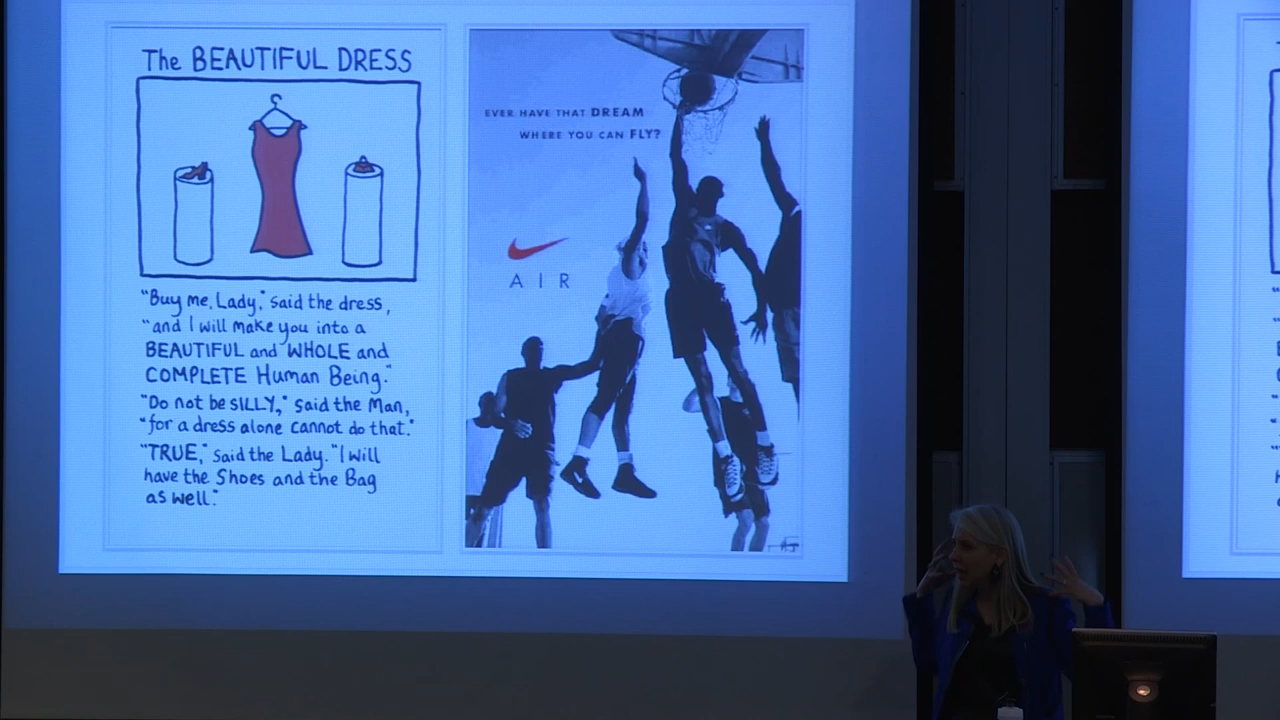 The BEAUTIFUL DRESS
"Buy me, Lady," said the dress,
"and I will make you into a
BEAUTIFUL and WHOLE and
COMPLETE Human Being."
"Do not be SILLY," said the Man,
"for a dress alone cannot do that."
"TRUE," said the Lady. "I will
have the Shoes and the Bag
as well."
EVER HAVE THAT DREAM
WHERE YOU CAN FLY?
AIR